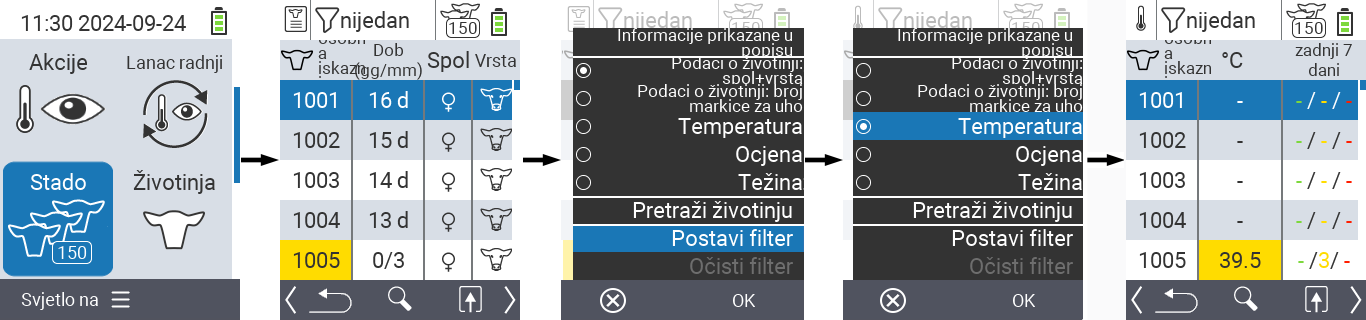 11:30 2024-09-24
Akcije
Lanac radnji
Stado
Životinja
150
Svjetlo na
nijedan
150
Dob
(gg/mm)
Spol
Vrsta
1001
16 d
1002
15 d
1003
14 d
1004
13 d
1005
0/3
nijedan
150
Informacije prikazane u
popisu
Podaci o životinji:
spol+vrsta
Podaci o životinji: broj
markice za uho
Temperatura
Ocjena
Težina
Pretraži životinju
Postavi filter
Očisti filter
OK
nijedan
150
Informacije prikazane u
popisu
Podaci o životinji:
spol+vrsta
Podaci o životinji: broj
markice za uho
Temperatura
Ocjena
Težina
Pretraži životinju
Postavi filter
Očisti filter
OK
nijedan
150
°C
zadnji 7
dani
1001
-
- / - / -
1002
-
- / - / -
1003
-
- / - / -
1004
-
- / - / -
1005
39.5
- /3/ -